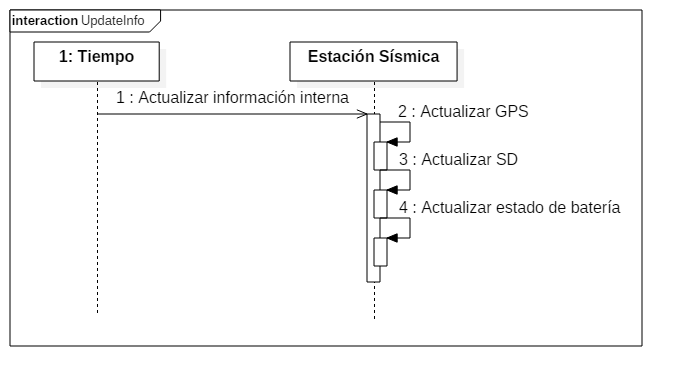 interaction UpdateInfo
1: Tiempo
Estación Sísmica
1 : Actualizar información interna
2 : Actualizar GPS
3 : Actualizar SD
4 : Actualizar estado de batería